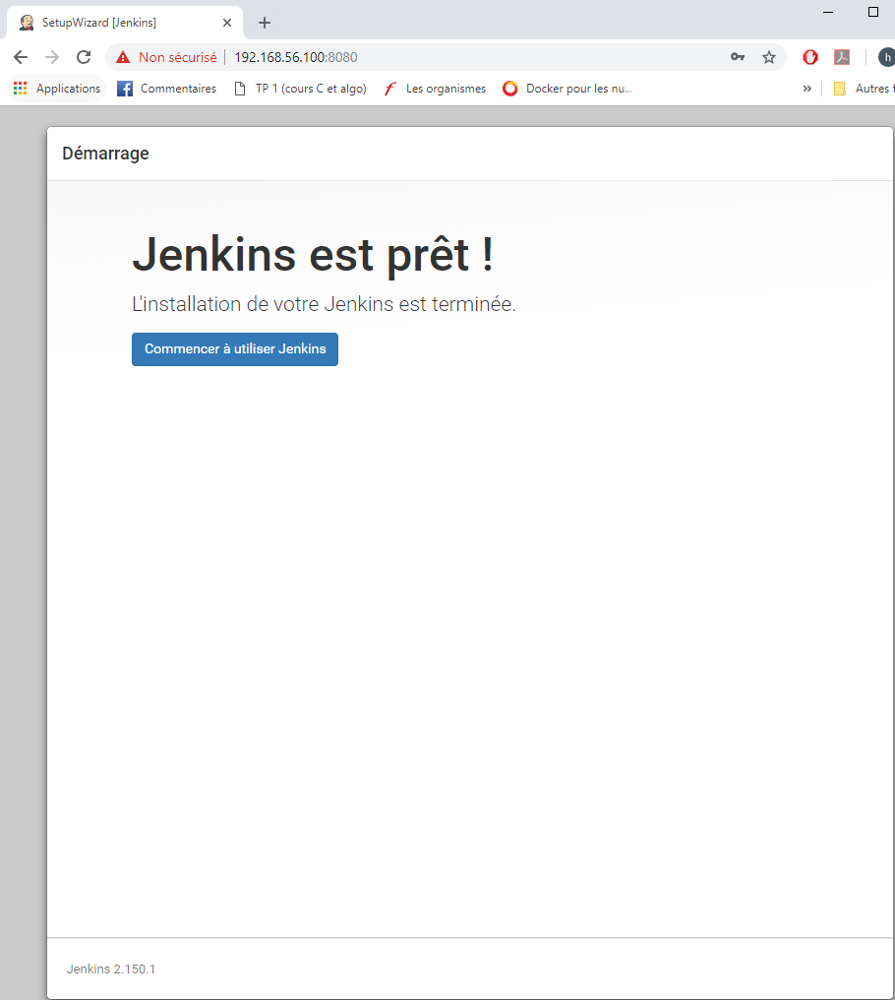 SetupWizard [Jenkins]
Non sécurisé
192.168.56.100:8080
h
Applications
Commentaires
TP 1 (cours C et algo)
Les organismes
Docker pour les nu...
»
Autres f
Démarrage
Jenkins est prêt !
L'installation de votre Jenkins est terminée.
Commencer à utiliser Jenkins
Jenkins 2.150.1